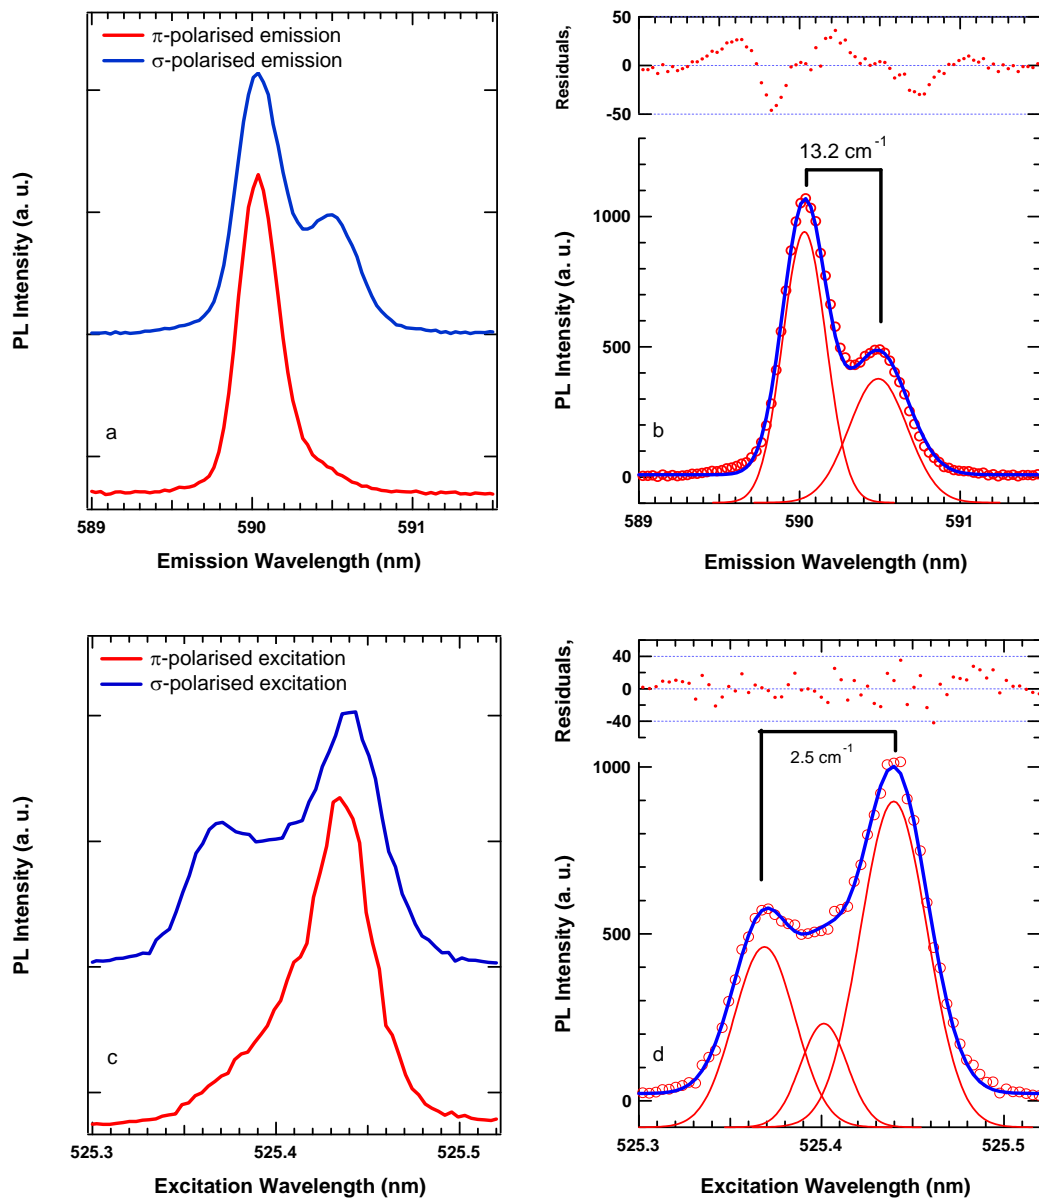 π-polarised emission
σ-polarised emission
PL Intensity (a. u.)
a
589
590
591
Emission Wavelength (nm)
50
0
-50
Residuals,
13.2 cm-1
1000
500
0
PL Intensity (a. u.)
b
589
590
591
Emission Wavelength (nm)
π-polarised excitation
σ-polarised excitation
PL Intensity (a. u.)
c
525.3
525.4
525.5
Excitation Wavelength (nm)
40
0
-40
Residuals,
2.5 cm-1
1000
500
0
PL Intensity (a. u.)
d
525.3
525.4
525.5
Excitation Wavelength (nm)